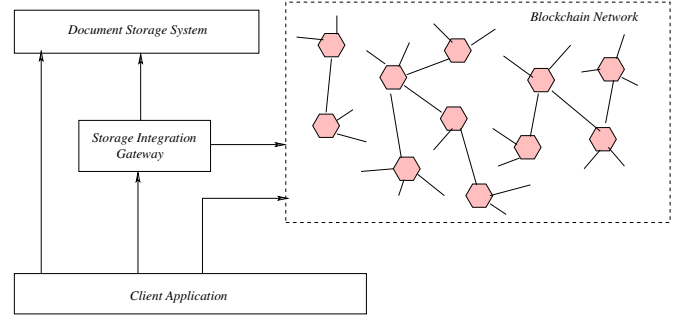 Document Storage System
Blockchain Network
Storage Integration
Gateway
Client Application